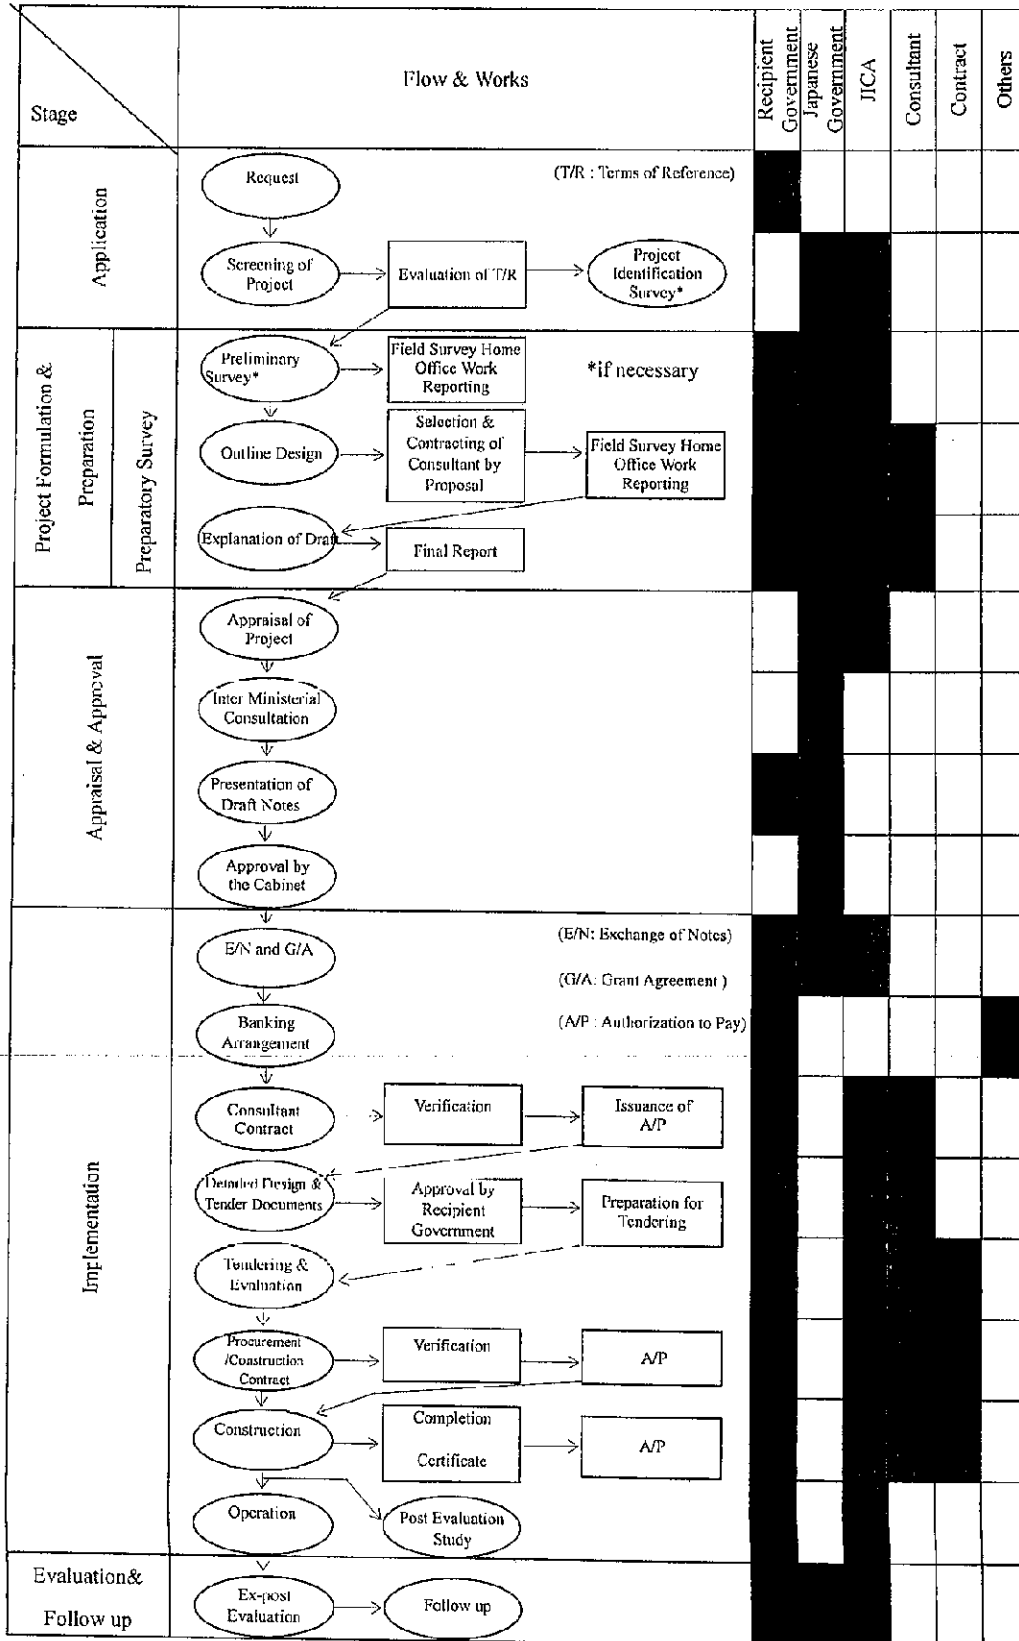 Stage
Flow & Works
Recipient
Government
Japanese
Government
JICA
Consultant
Contract
Others
Application
Request
(T/R : Terms of Reference)
Screening of
Project
Evaluation of T/R
Project
Identification
Survey*
Project Formulation &
Preparation
Preparatory Survey
Preliminary
Survey*
Field Survey Home
Office Work
Reporting
*if necessary
Outline Design
Selection &
Contracting of
Consultant by
Proposal
Field Survey Home
Office Work
Reporting
Explanation of Draft
Final Report
Appraisal & Approval
Appraisal of
Project
Inter Ministerial
Consultation
Presentation of
Draft Notes
Approval by
the Cabinet
Implementation
E/N and G/A
(E/N: Exchange of Notes)
(G/A: Grant Agreement )
Banking
Arrangement
(A/P : Authorization to Pay)
Consultant
Contract
Verification
Issuance of
A/P
Detailed Design &
Tender Documents
Approval by
Recipient
Government
Preparation for
Tendering
Tendering &
Evaluation
Procurement
/Construction
Contract
Verification
A/P
Construction
Completion
Certificate
A/P
Operation
Post Evaluation
Study
Evaluation&
Follow up
Ex-post
Evaluation
Follow up